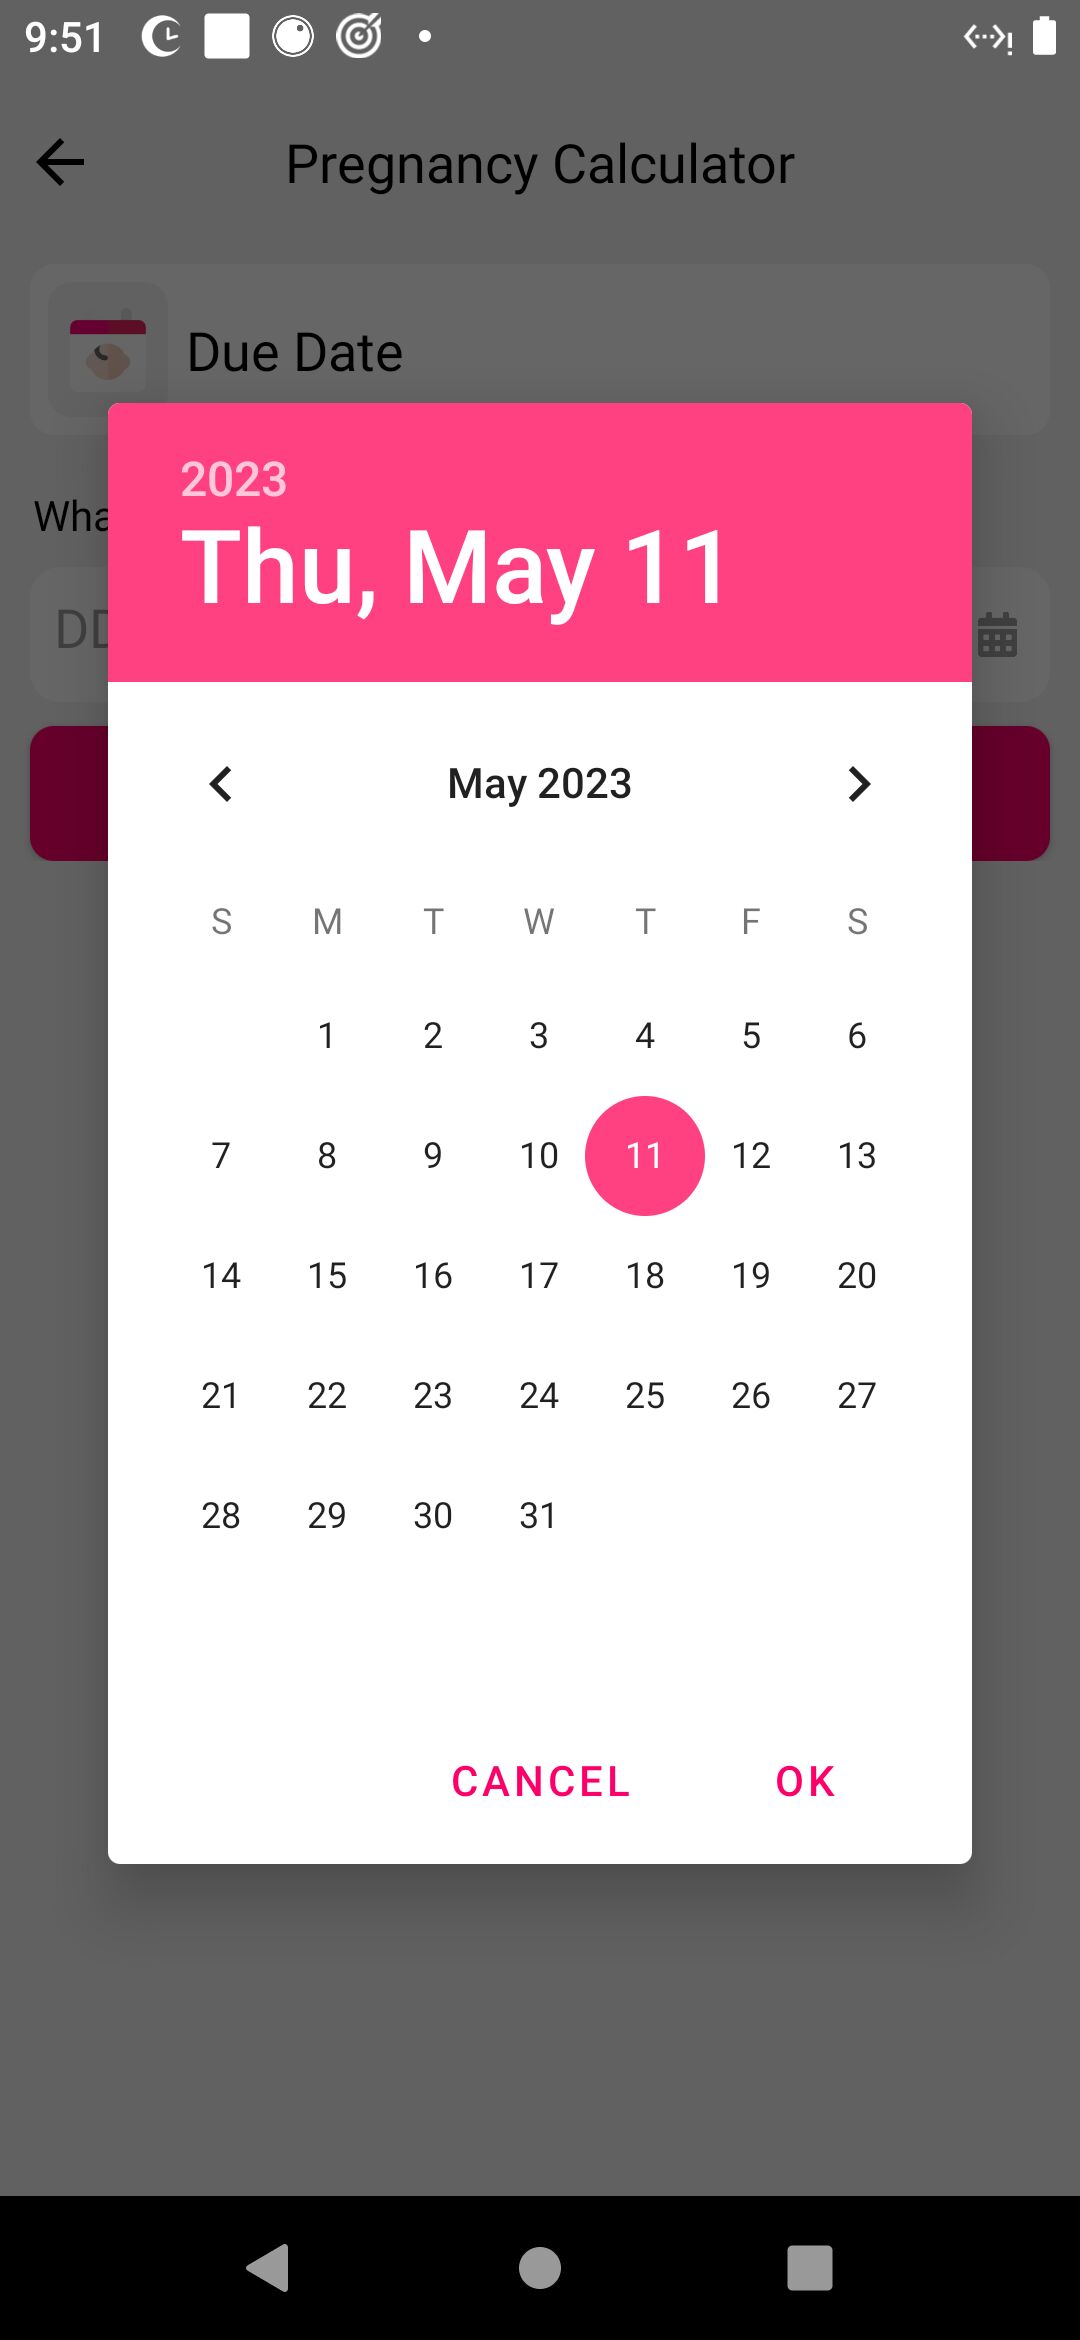 9:51
Pregnancy Calculator
Due Date
2023
Thu, May 11
May 2023
S M T W T F S
1 2 3 4 5 6
7 8 9 10 11 12 13
14 15 16 17 18 19 20
21 22 23 24 25 26 27
28 29 30 31
CANCEL OK